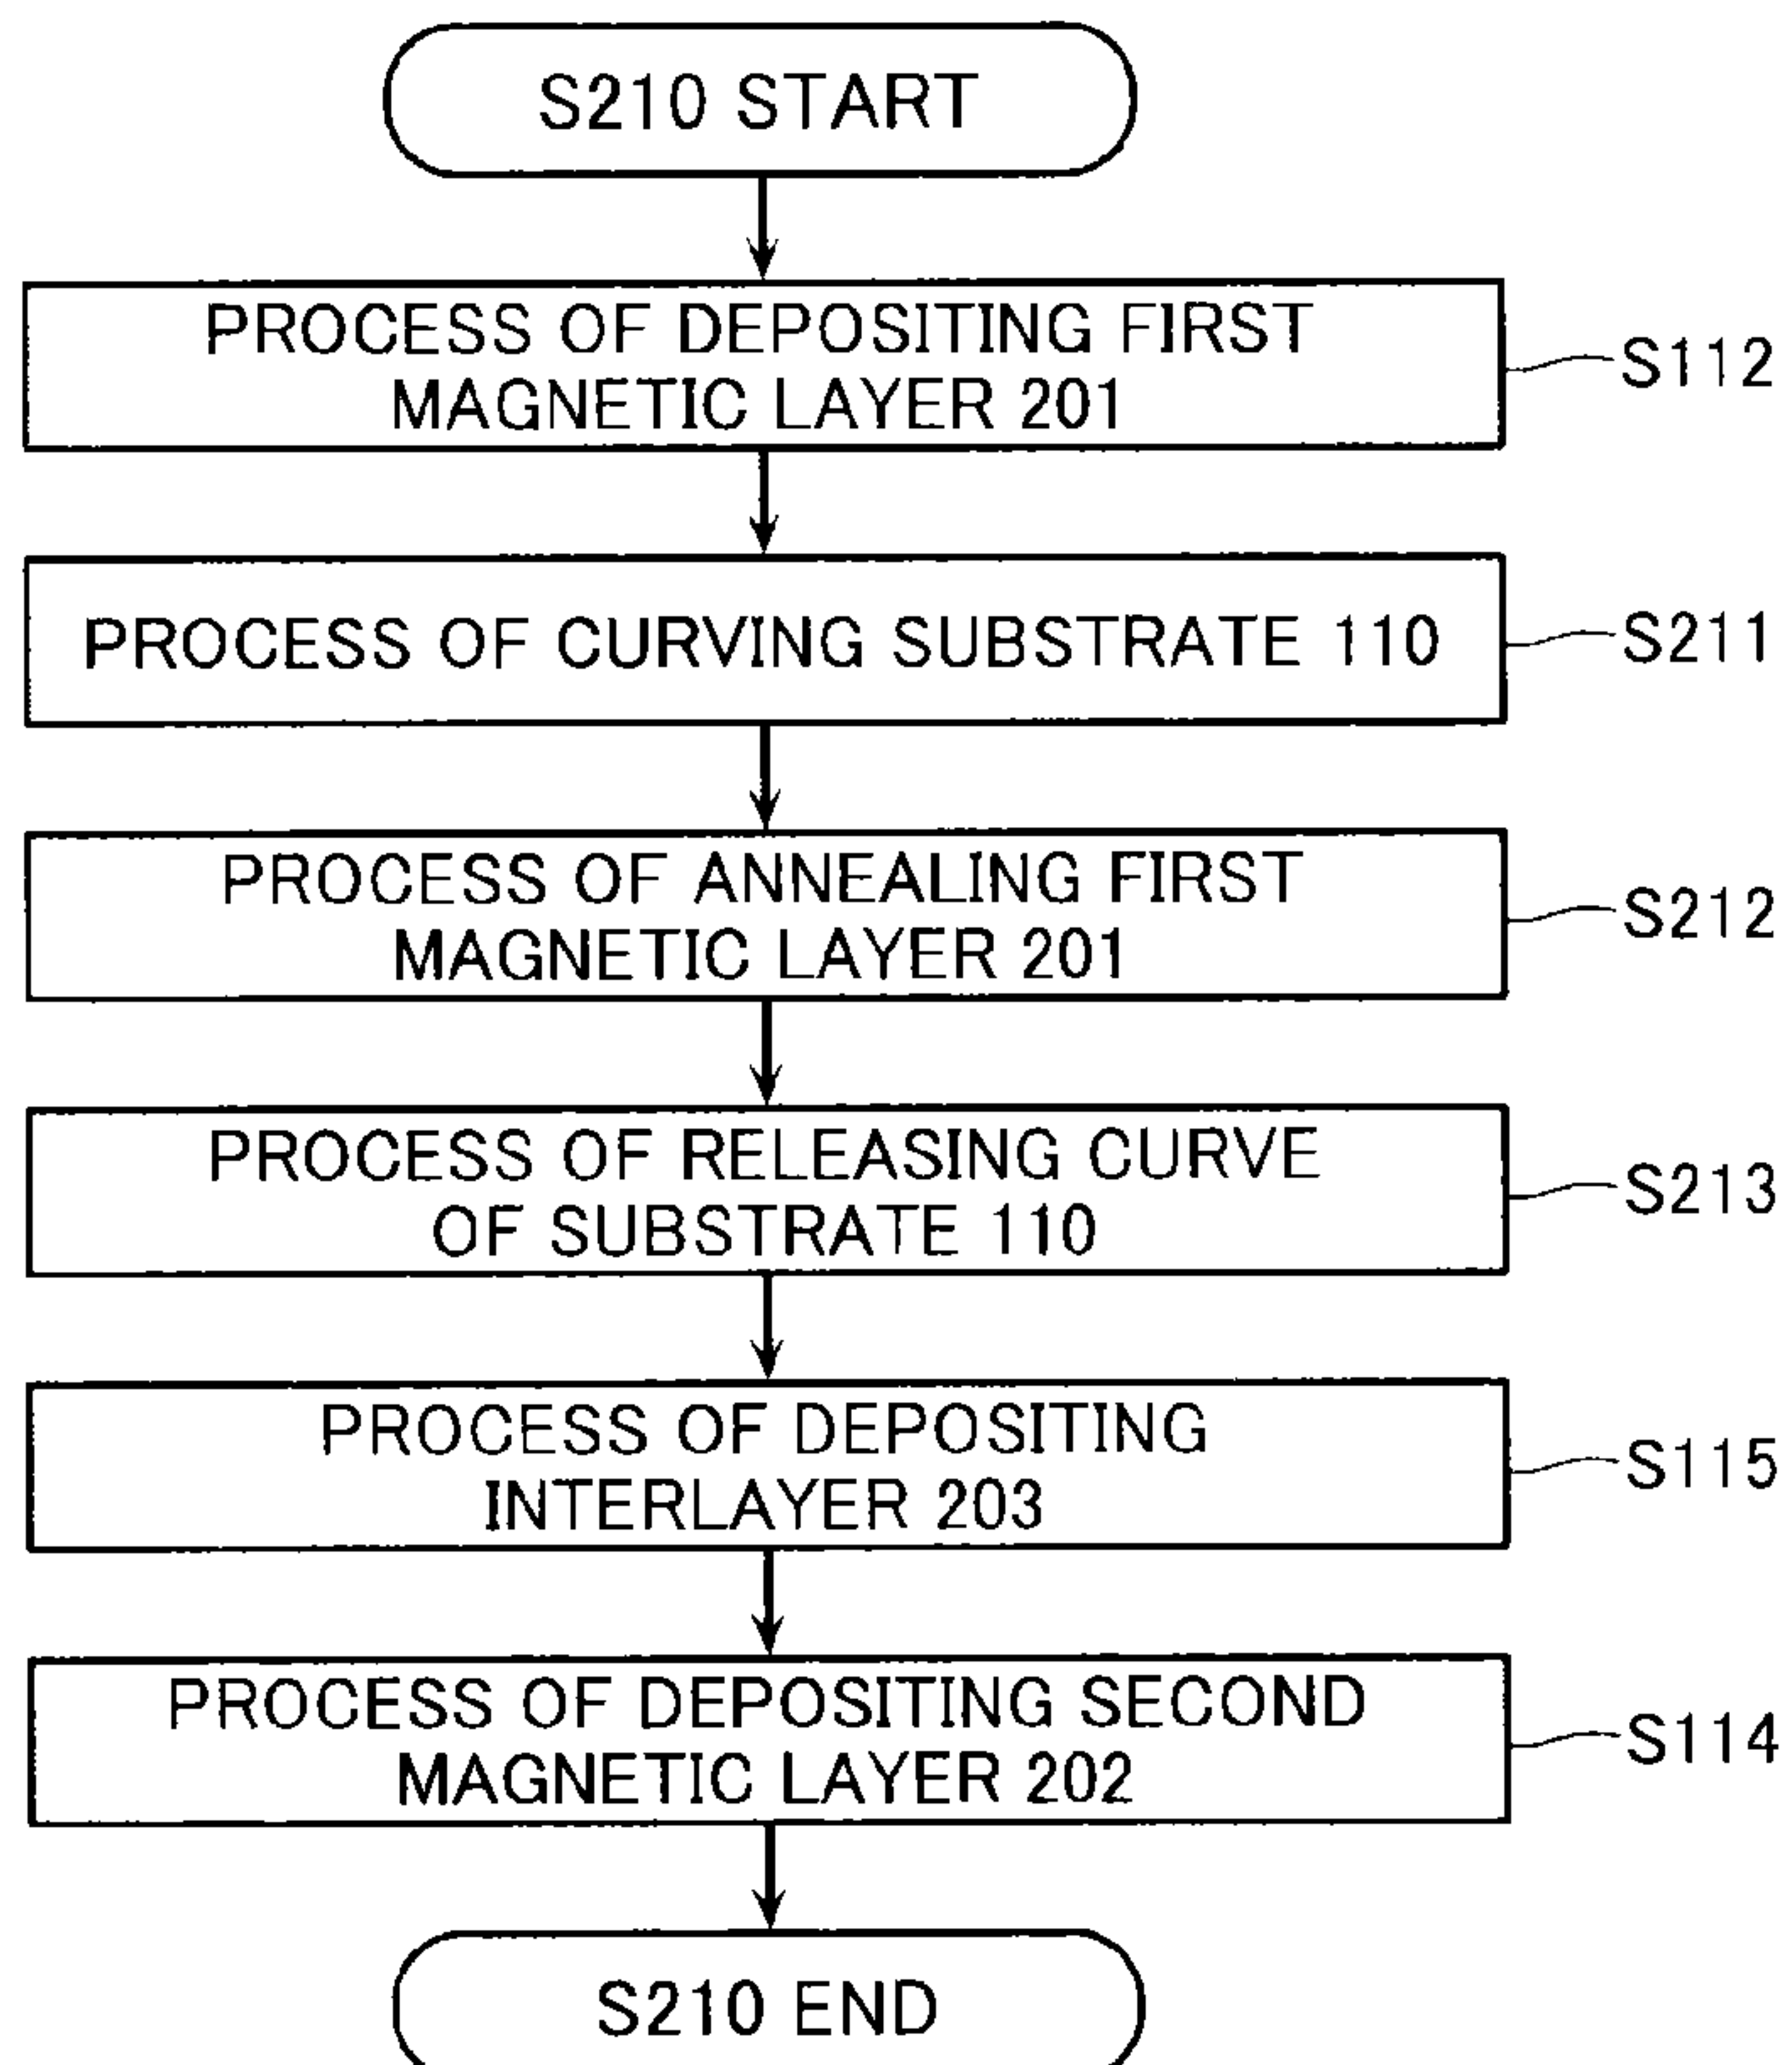 S210 START
PROCESS OF DEPOSITING FIRST
MAGNETIC LAYER 201
S112
PROCESS OF CURVING SUBSTRATE 110
S211
PROCESS OF ANNEALING FIRST
MAGNETIC LAYER 201
S212
PROCESS OF RELEASING CURVE
OF SUBSTRATE 110
S213
PROCESS OF DEPOSITING
INTERLAYER 203
S115
PROCESS OF DEPOSITING SECOND
MAGNETIC LAYER 202
S114
S210 END